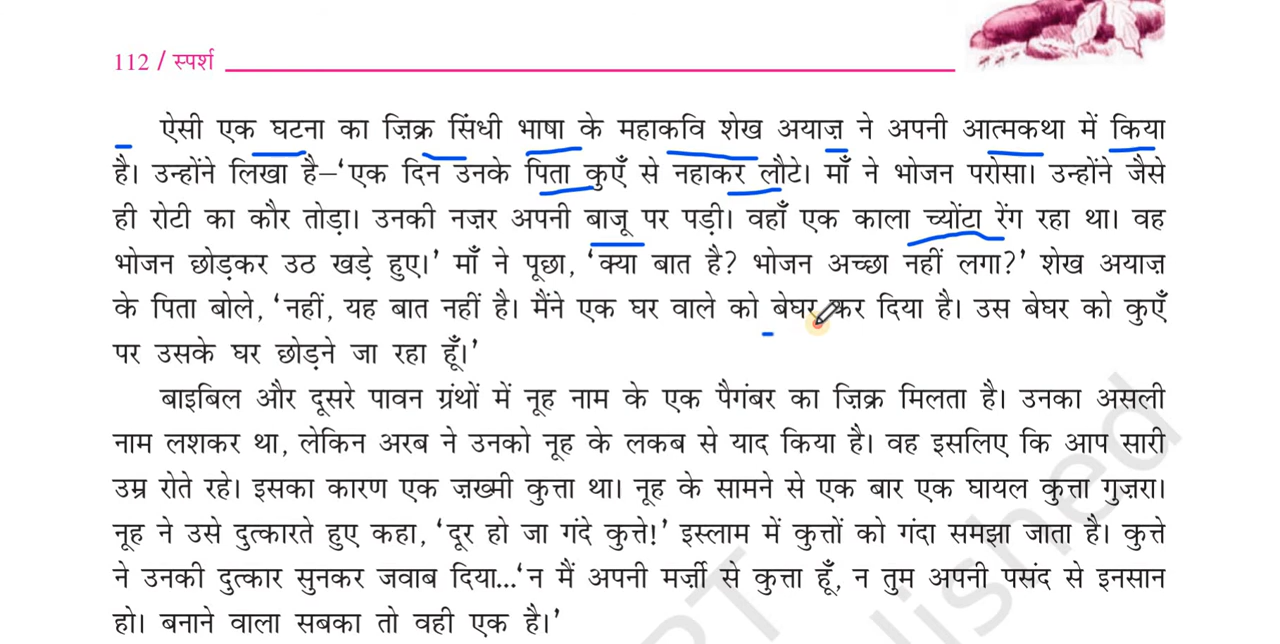 112 / स्पर्श
ऐसी एक घटना का ज़िक्र सिंधी भाषा के महाकवि शेख अयाज़ ने अपनी आत्मकथा में किया
है। उन्होंने लिखा है–‘एक दिन उनके पिता कुएँ से नहाकर लौटे। माँ ने भोजन परोसा। उन्होंने जैसे
ही रोटी का कौर तोड़ा। उनकी नज़र अपनी बाजू पर पड़ी। वहाँ एक काला च्योंटा रेंग रहा था। वह
भोजन छोड़कर उठ खड़े हुए।’ माँ ने पूछा, ‘क्या बात है? भोजन अच्छा नहीं लगा?’ शेख अयाज़
के पिता बोले, ‘नहीं, यह बात नहीं है। मैंने एक घर वाले को बेघर कर दिया है। उस बेघर को कुएँ
पर उसके घर छोड़ने जा रहा हूँ।’
बाइबिल और दूसरे पावन ग्रंथों में नूह नाम के एक पैगंबर का ज़िक्र मिलता है। उनका असली
नाम लशकर था, लेकिन अरब ने उनको नूह के लकब से याद किया है। वह इसलिए कि आप सारी
उम्र रोते रहे। इसका कारण एक ज़ख्मी कुत्ता था। नूह के सामने से एक बार एक घायल कुत्ता गुज़रा।
नूह ने उसे दुत्कारते हुए कहा, ‘दूर हो जा गंदे कुत्ते!’ इस्लाम में कुत्तों को गंदा समझा जाता है। कुत्ते
ने उनकी दुत्कार सुनकर जवाब दिया...‘न मैं अपनी मर्ज़ी से कुत्ता हूँ, न तुम अपनी पसंद से इनसान
हो। बनाने वाला सबका तो वही एक है।’